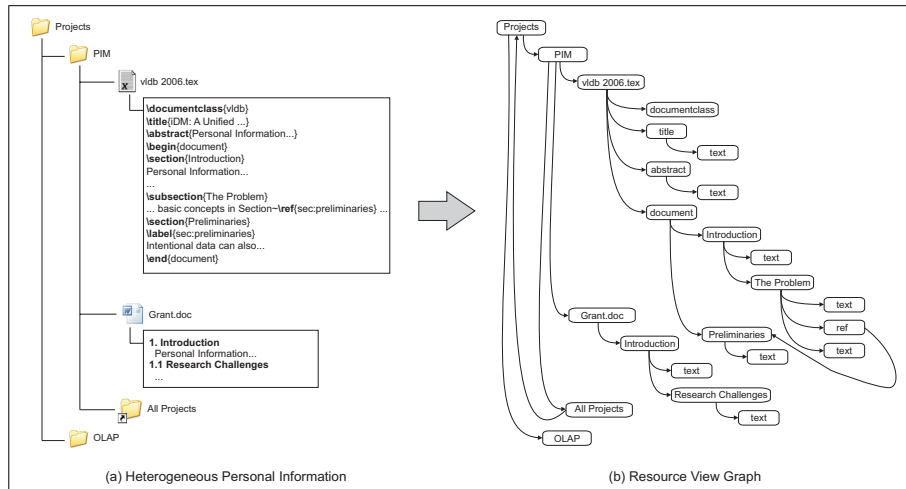 Projects
PIM
vldb 2006.tex
\documentclass{vldb}
\title{iDM: A Unified ...}
\abstract{Personal Information...}
\begin{document}
\section{Introduction}
Personal Information...
...
\subsection{The Problem}
... basic concepts in Section~\ref{sec:preliminaries} ...
\section{Preliminaries}
\label{sec:preliminaries}
Intentional data can also...
\end{document}
Grant.doc
1. Introduction
Personal Information...
1.1 Research Challenges
...
All Projects
OLAP
(a) Heterogeneous Personal Information
Projects
PIM
vldb 2006.tex
documentclass
title
text
abstract
text
document
Introduction
text
The Problem
text
ref
text
Preliminaries
text
Grant.doc
Introduction
text
Research Challenges
text
All Projects
OLAP
(b) Resource View Graph